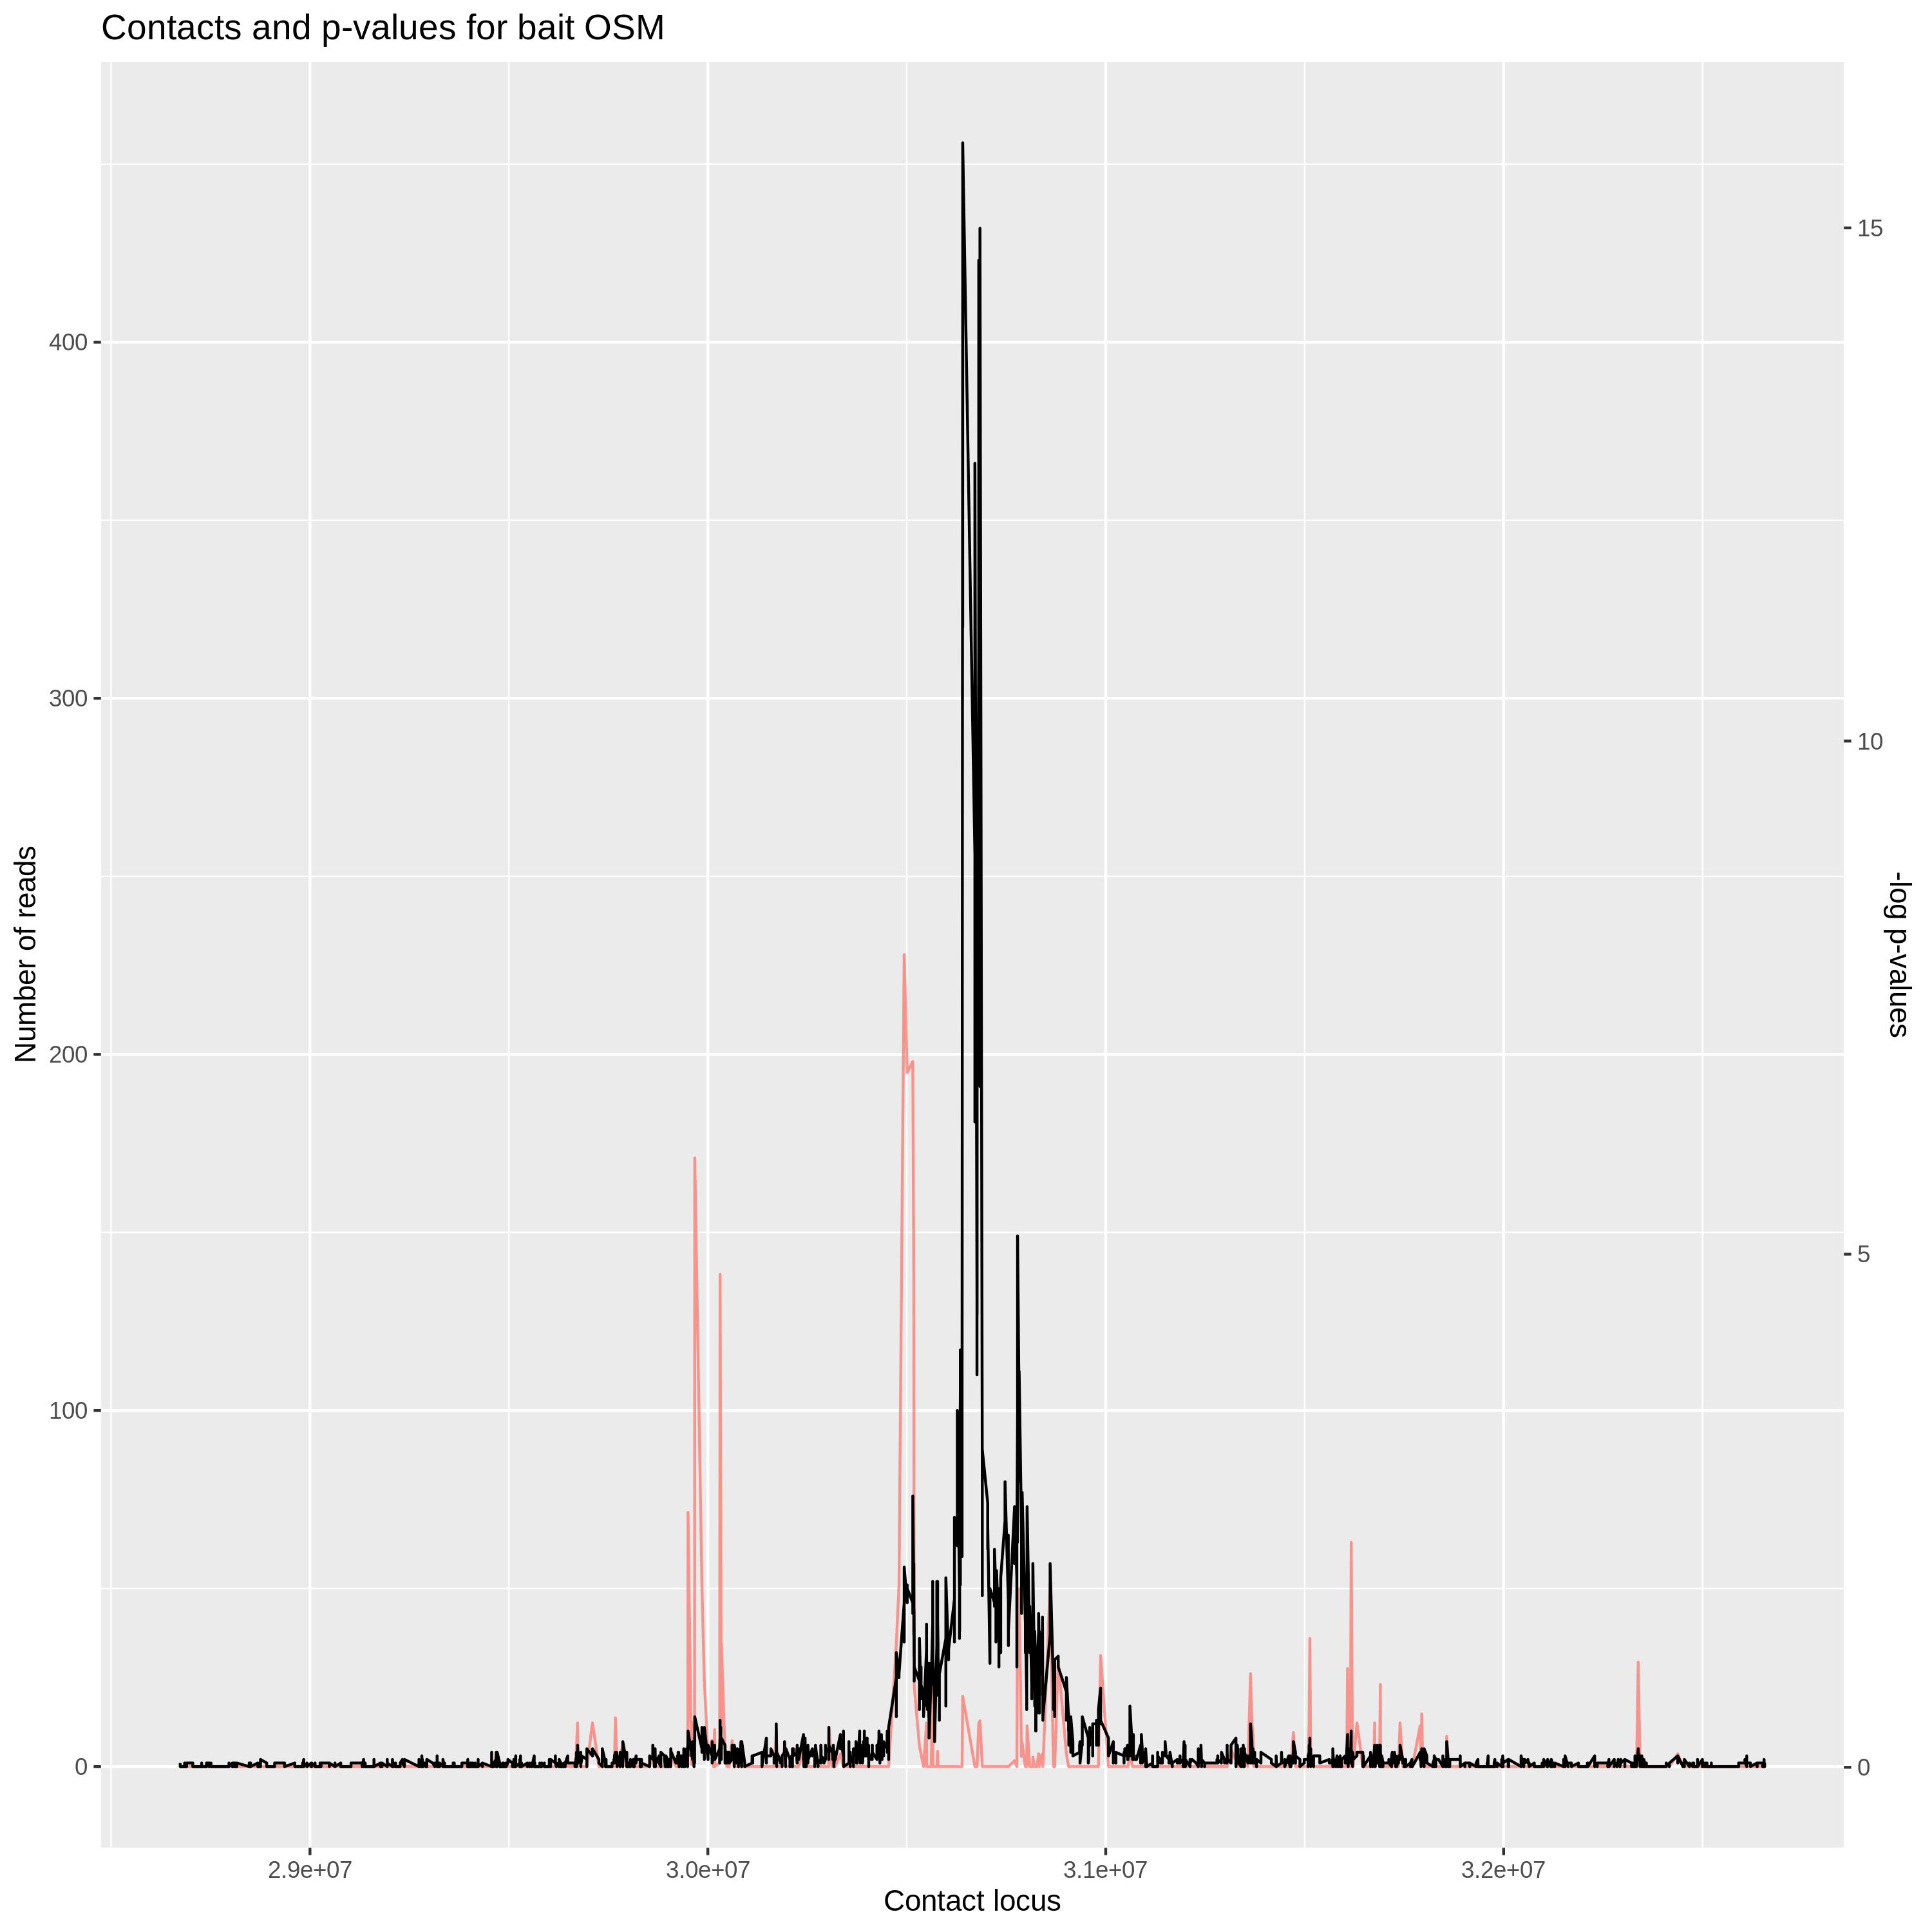 Contacts and p-values for bait OSM
Number of reads
400
300
200
100
0
15
10
5
0
-log p-values
2.9e+07
3.0e+07
3.1e+07
3.2e+07
Contact locus